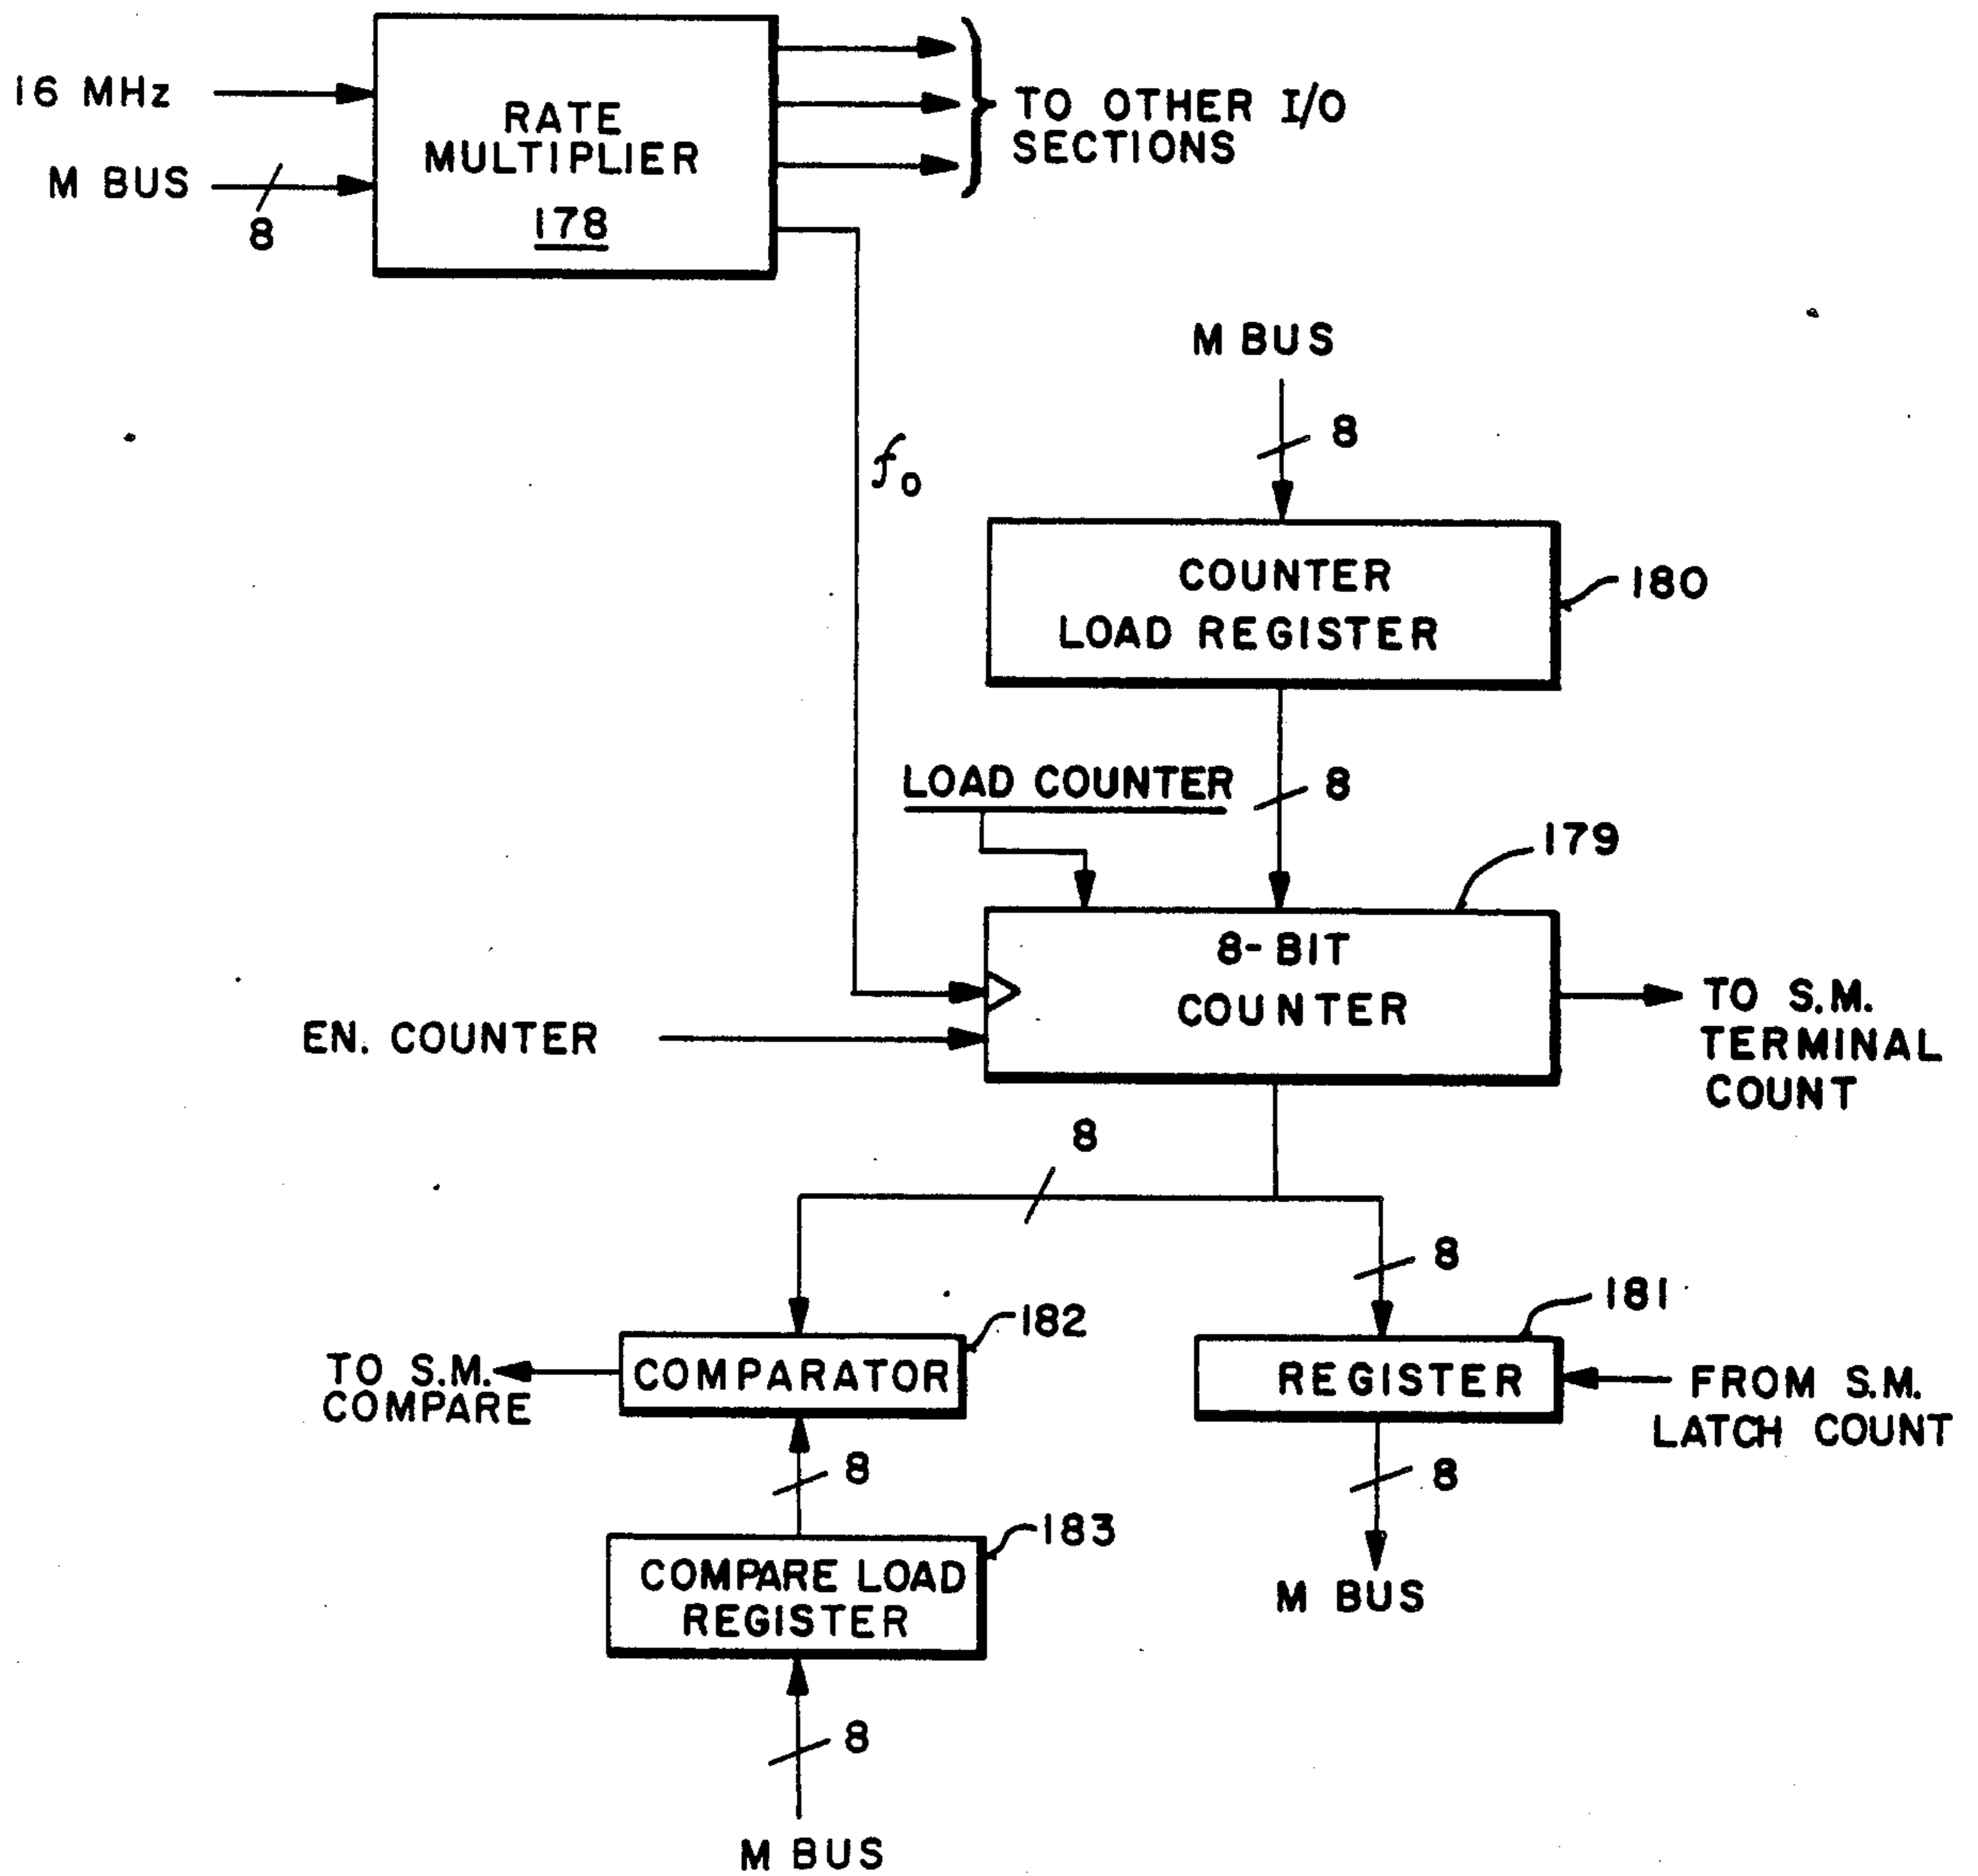 16 MHz
M BUS
8
RATE
MULTIPLIER
178
TO OTHER I/O
SECTIONS
f0
M BUS
8
COUNTER
LOAD REGISTER
180
LOAD COUNTER
8
179
8-BIT
COUNTER
EN. COUNTER
TO S.M.
TERMINAL
COUNT
8
8
182
181
TO S.M.
COMPARE
COMPARATOR
REGISTER
FROM S.M.
LATCH COUNT
8
8
183
COMPARE LOAD
REGISTER
M BUS
8
M BUS